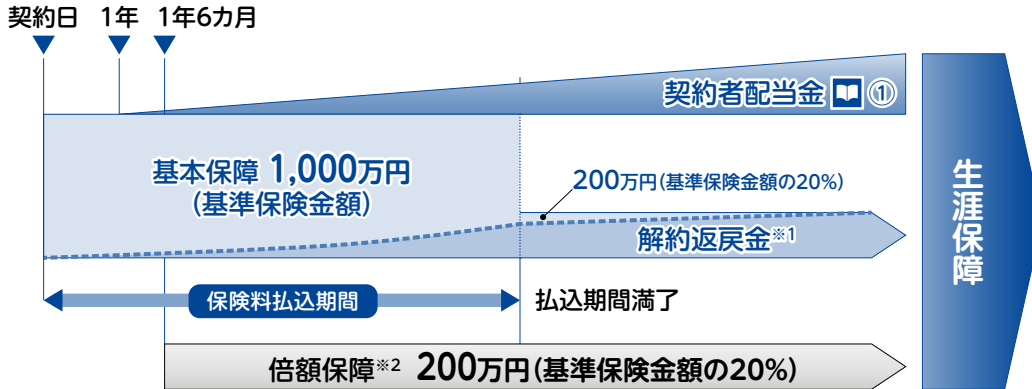 契約日 1年 1年6カ月
契約者配当金 ①
基本保障 1,000万円
(基準保険金額)
200万円(基準保険金額の20%)
解約返戻金※1
生涯保障
保険料払込期間
払込期間満了
倍額保障※2 200万円(基準保険金額の20%)